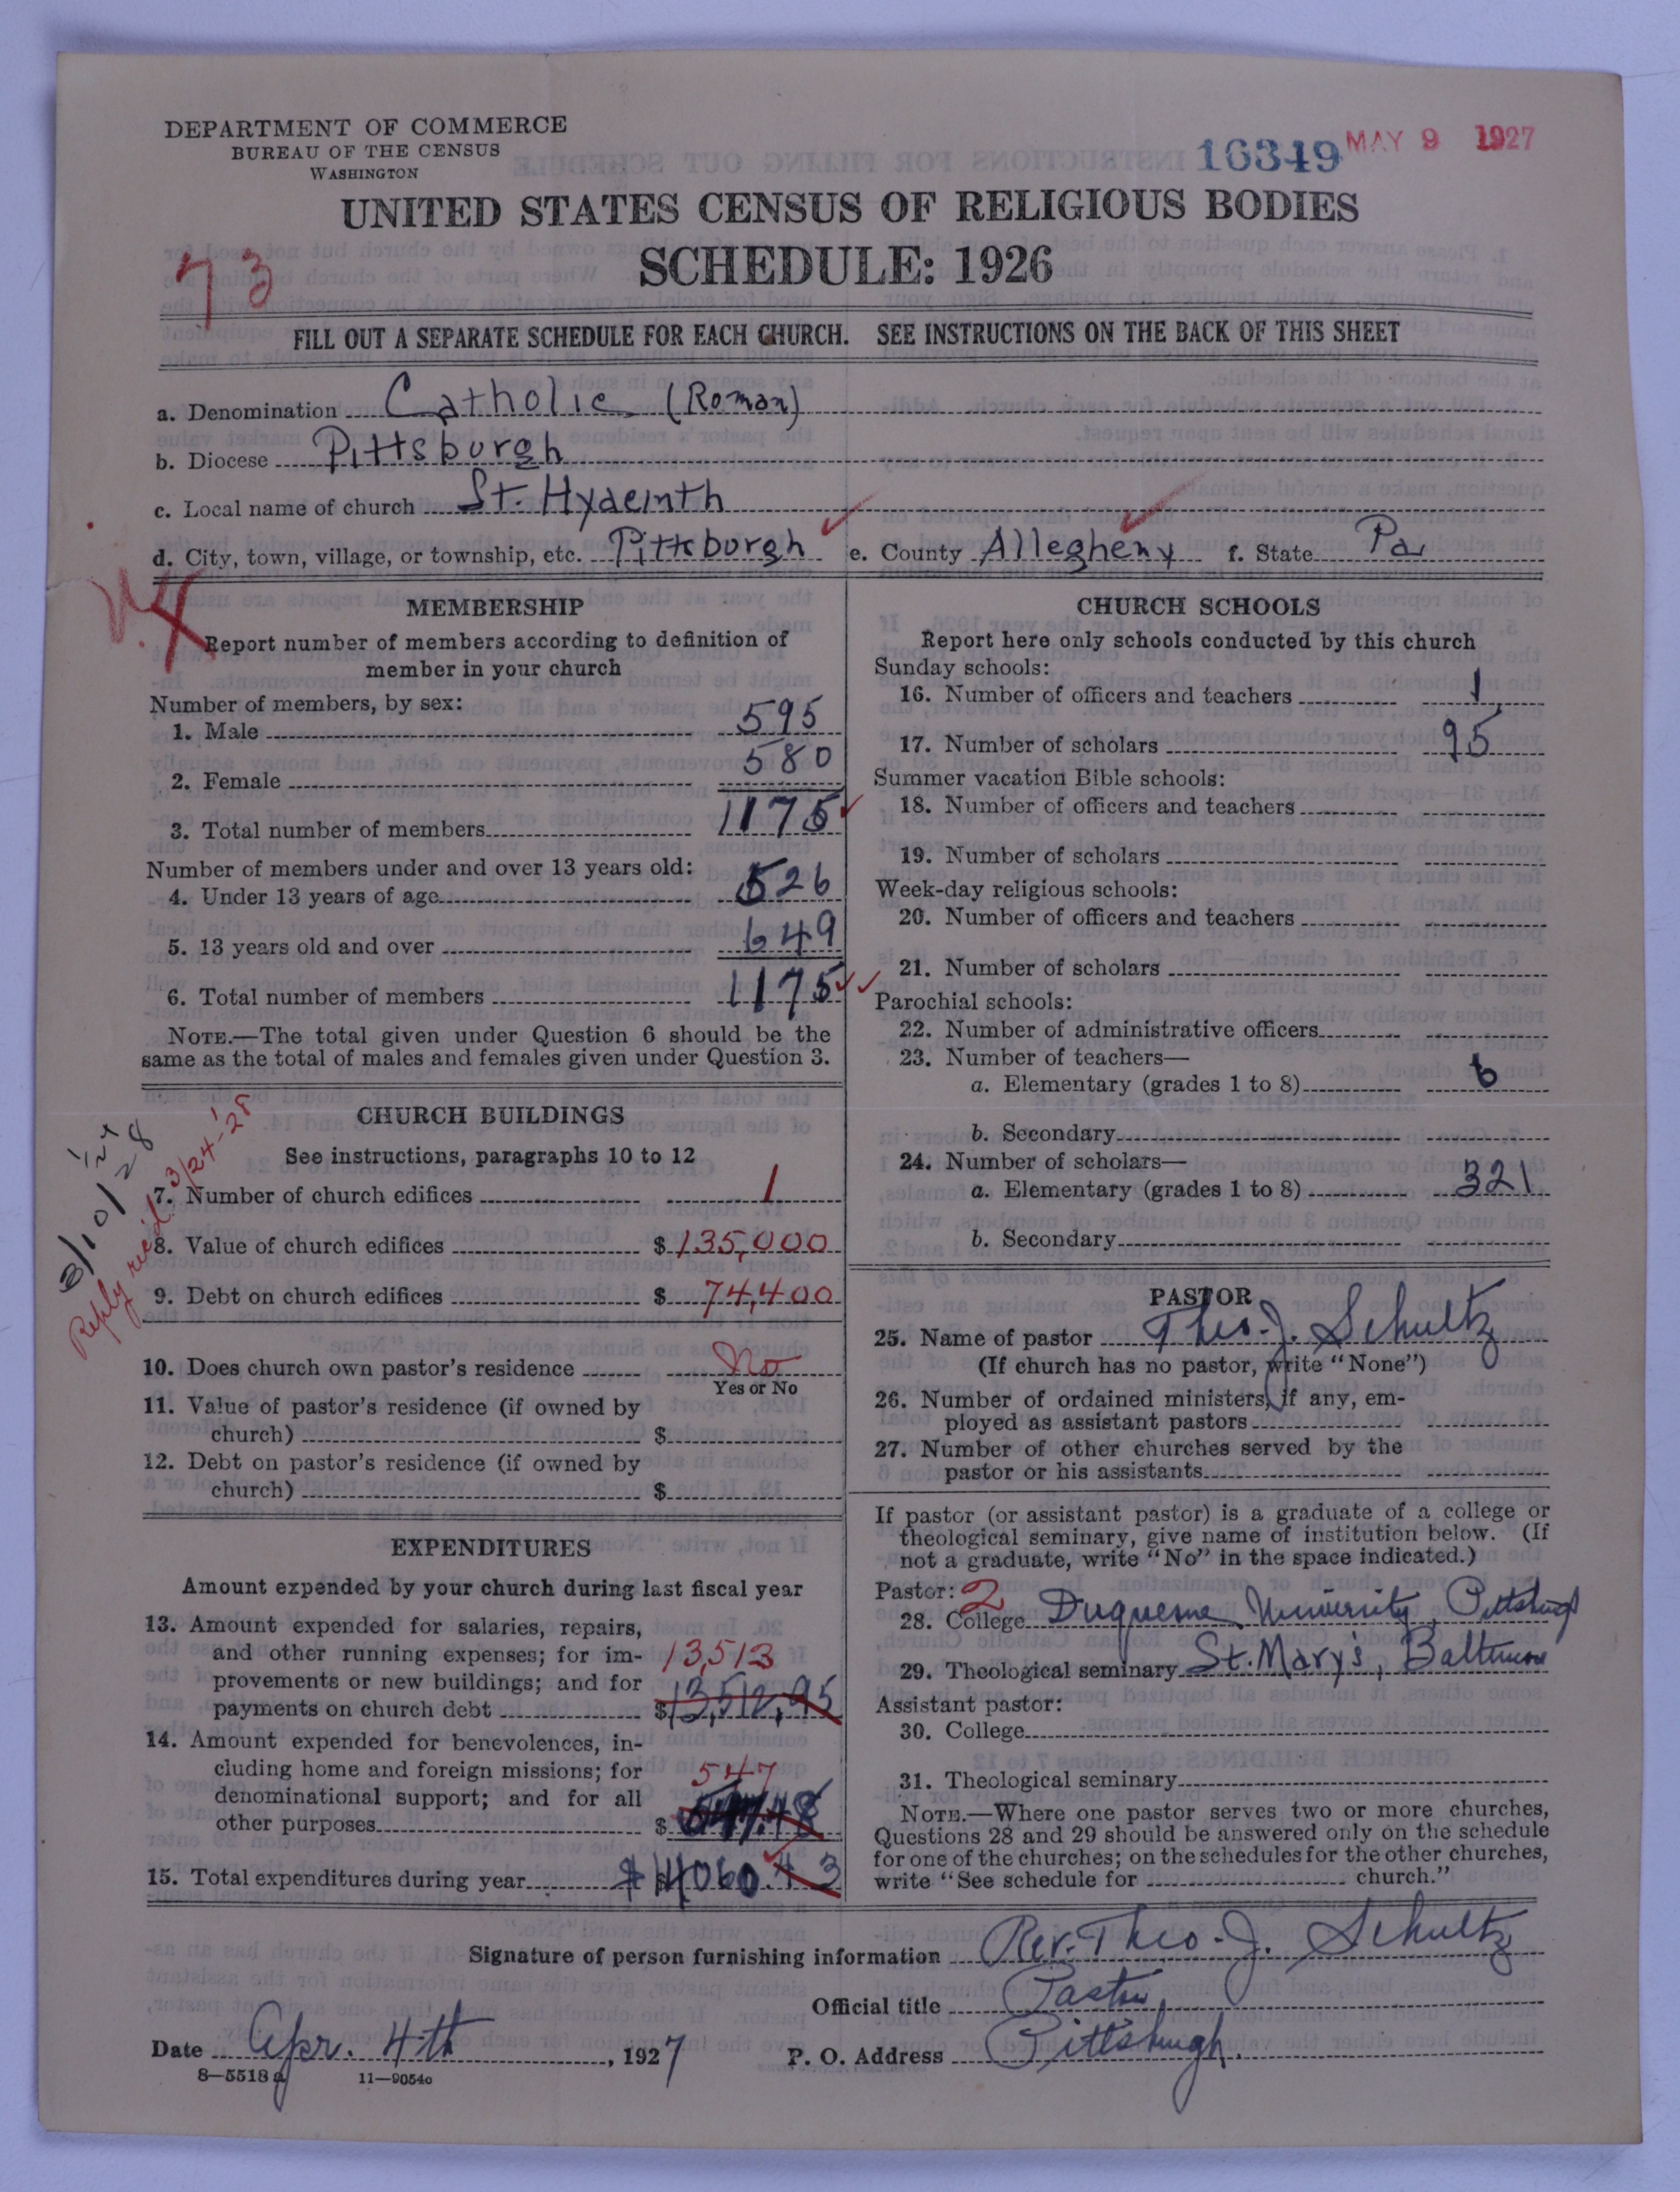 DEPARTMENT OF COMMERCE
BUREAU OF THE CENSUS
WASHINGTON
16349 MAY 9 1927
UNITED STATES CENSUS OF RELIGIOUS BODIES
SCHEDULE: 1926
73
FILL OUT A SEPARATE SCHEDULE FOR EACH CHURCH. SEE INSTRUCTIONS ON THE BACK OF THIS SHEET
a. Denomination Catholic (Roman)
b. Diocese Pittsburgh
c. Local name of church St. Hyacinth
d. City, town, village, or township, etc. Pittsburgh e. County Allegheny f. State Pa
MEMBERSHIP
Report number of members according to definition of
member in your church
Number of members, by sex:
1. Male 595
2. Female 580
3. Total number of members 1175
Number of members under and over 13 years old:
4. Under 13 years of age 526
5. 13 years old and over 649
6. Total number of members 1175
NOTE.—The total given under Question 6 should be the
same as the total of males and females given under Question 3.
CHURCH BUILDINGS
See instructions, paragraphs 10 to 12
7. Number of church edifices 1
8. Value of church edifices $135,000
9. Debt on church edifices $74,400
3/10/28
Reply rec'd 3/24-'28
10. Does church own pastor's residence No
Yes or No
11. Value of pastor's residence (if owned by
church) $
12. Debt on pastor's residence (if owned by
church) $
EXPENDITURES
Amount expended by your church during last fiscal year
13. Amount expended for salaries, repairs,
and other running expenses; for im- 13,513
provements or new buildings; and for
payments on church debt $13,512,95
14. Amount expended for benevolences, in-
cluding home and foreign missions; for 547
denominational support; and for all
other purposes $547.48
15. Total expenditures during year $14060.43
CHURCH SCHOOLS
Report here only schools conducted by this church
Sunday schools:
16. Number of officers and teachers 1
17. Number of scholars 95
Summer vacation Bible schools:
18. Number of officers and teachers
19. Number of scholars
Week-day religious schools:
20. Number of officers and teachers
21. Number of scholars
Parochial schools:
22. Number of administrative officers
23. Number of teachers—
a. Elementary (grades 1 to 8) 6
b. Secondary
24. Number of scholars—
a. Elementary (grades 1 to 8) 321
b. Secondary
PASTOR
25. Name of pastor Theo. J. Schultz
(If church has no pastor, write "None")
26. Number of ordained ministers, if any, em-
ployed as assistant pastors
27. Number of other churches served by the
pastor or his assistants
If pastor (or assistant pastor) is a graduate of a college or
theological seminary, give name of institution below. (If
not a graduate, write "No" in the space indicated.)
Pastor: 2
28. College Duquesne University, Pittsburgh
29. Theological seminary St. Mary's, Baltimore
Assistant pastor:
30. College
31. Theological seminary
NOTE.—Where one pastor serves two or more churches,
Questions 28 and 29 should be answered only on the schedule
for one of the churches; on the schedules for the other churches,
write "See schedule for church."
Signature of person furnishing information Rev. Theo. J. Schultz
Official title Pastor
Date Apr. 4th, 1927 P. O. Address Pittsburgh.
8—5518 a 11—9054c